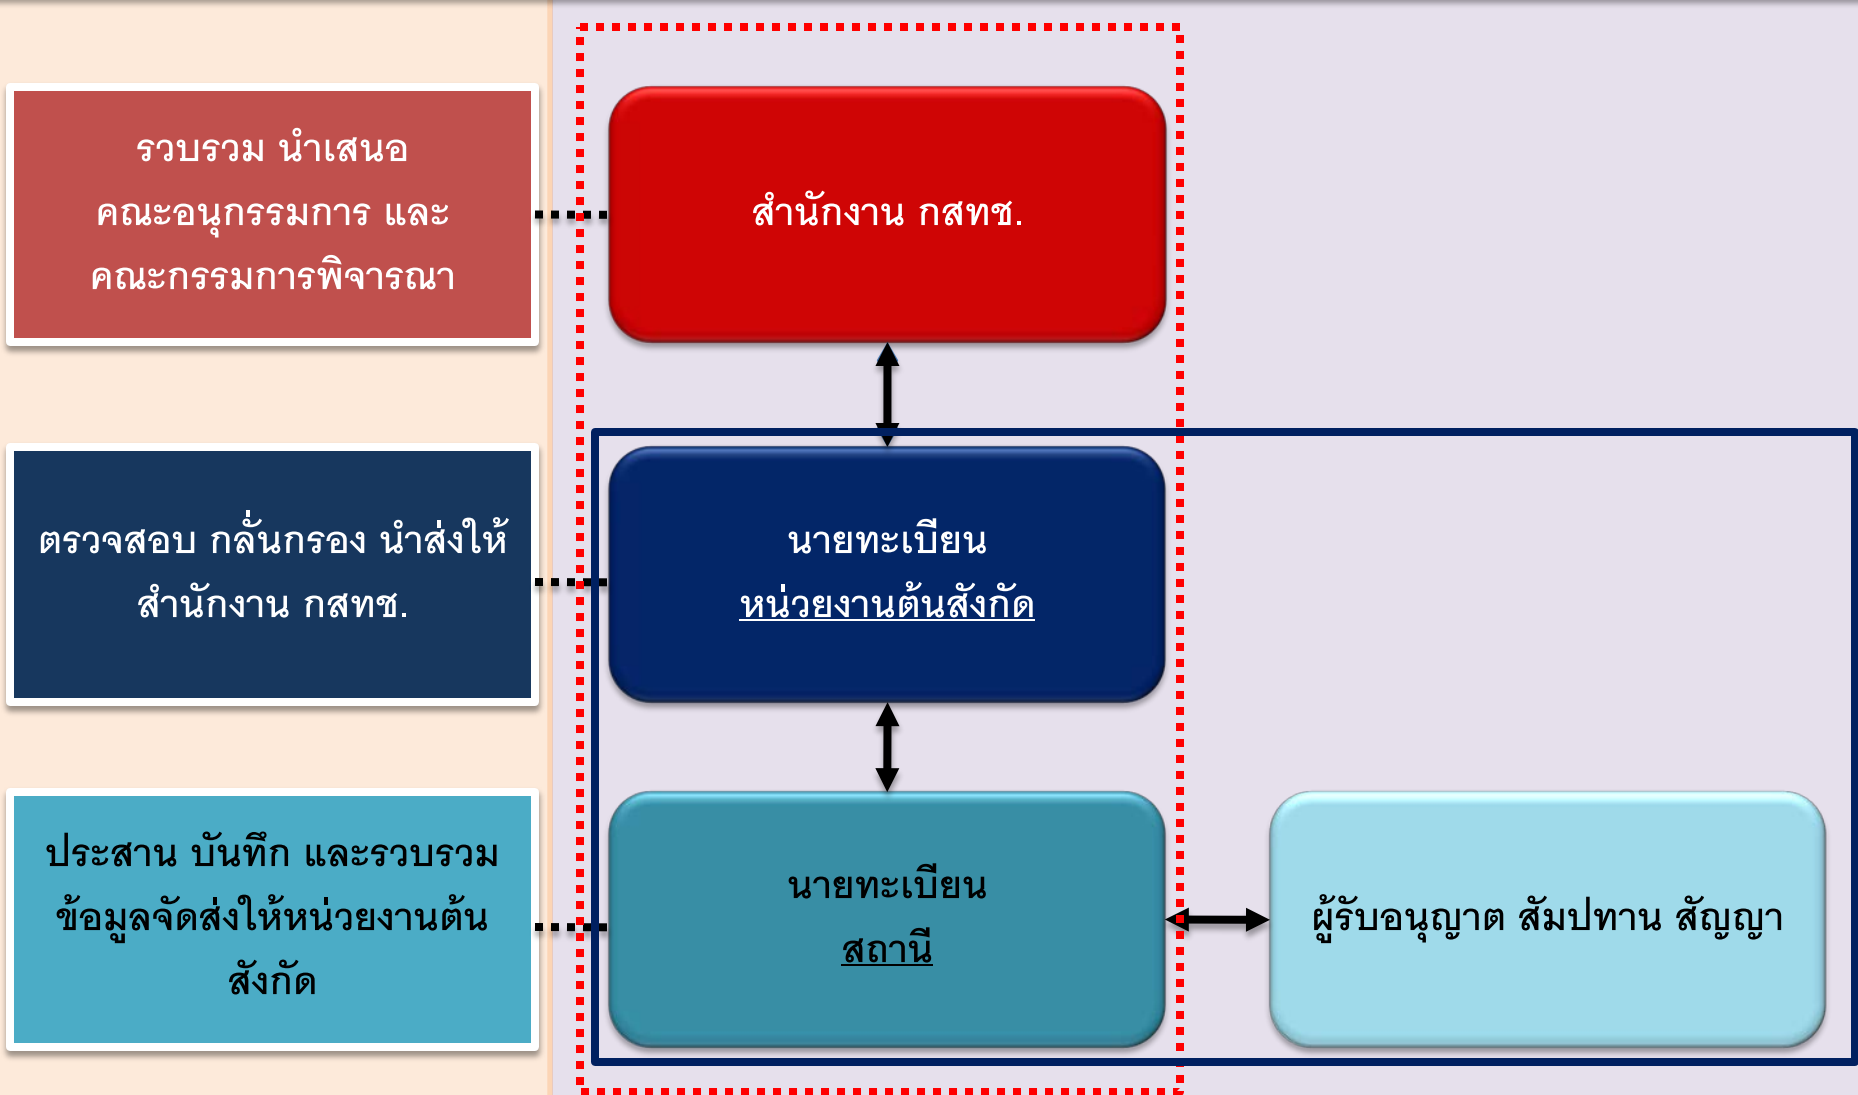 รวบรวม นำเสนอ
คณะอนุกรรมการ และ
คณะกรรมการพิจารณา
สำนักงาน กสทช.
ตรวจสอบ กลั่นกรอง นำส่งให้
สำนักงาน กสทช.
นายทะเบียน
หน่วยงานต้นสังกัด
ประสาน บันทึก และรวบรวม
ข้อมูลจัดส่งให้หน่วยงานต้น
สังกัด
นายทะเบียน
สถานี
ผู้รับอนุญาต สัมปทาน สัญญา